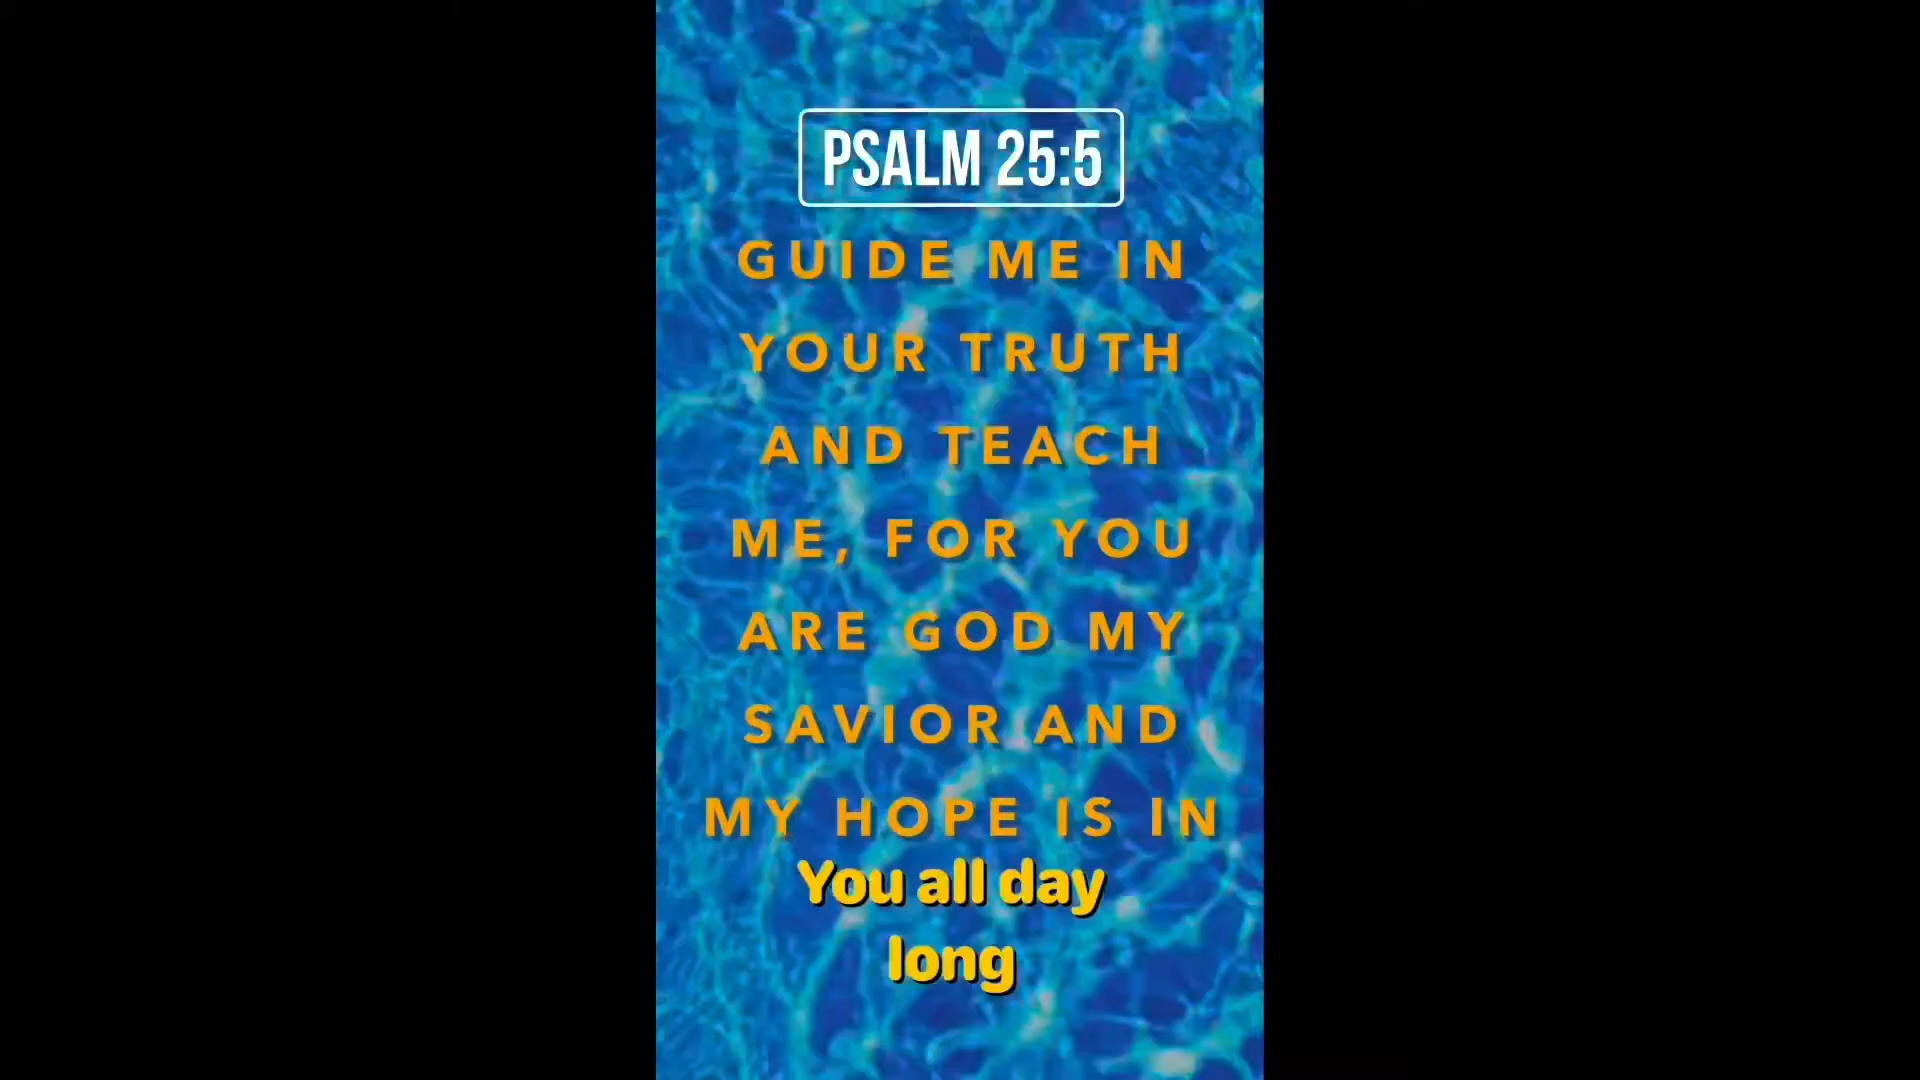 PSALM 25:5
GUIDE ME IN
YOUR TRUTH
AND TEACH
ME, FOR YOU
ARE GOD MY
SAVIOR AND
MY HOPE IS IN
You all day
long